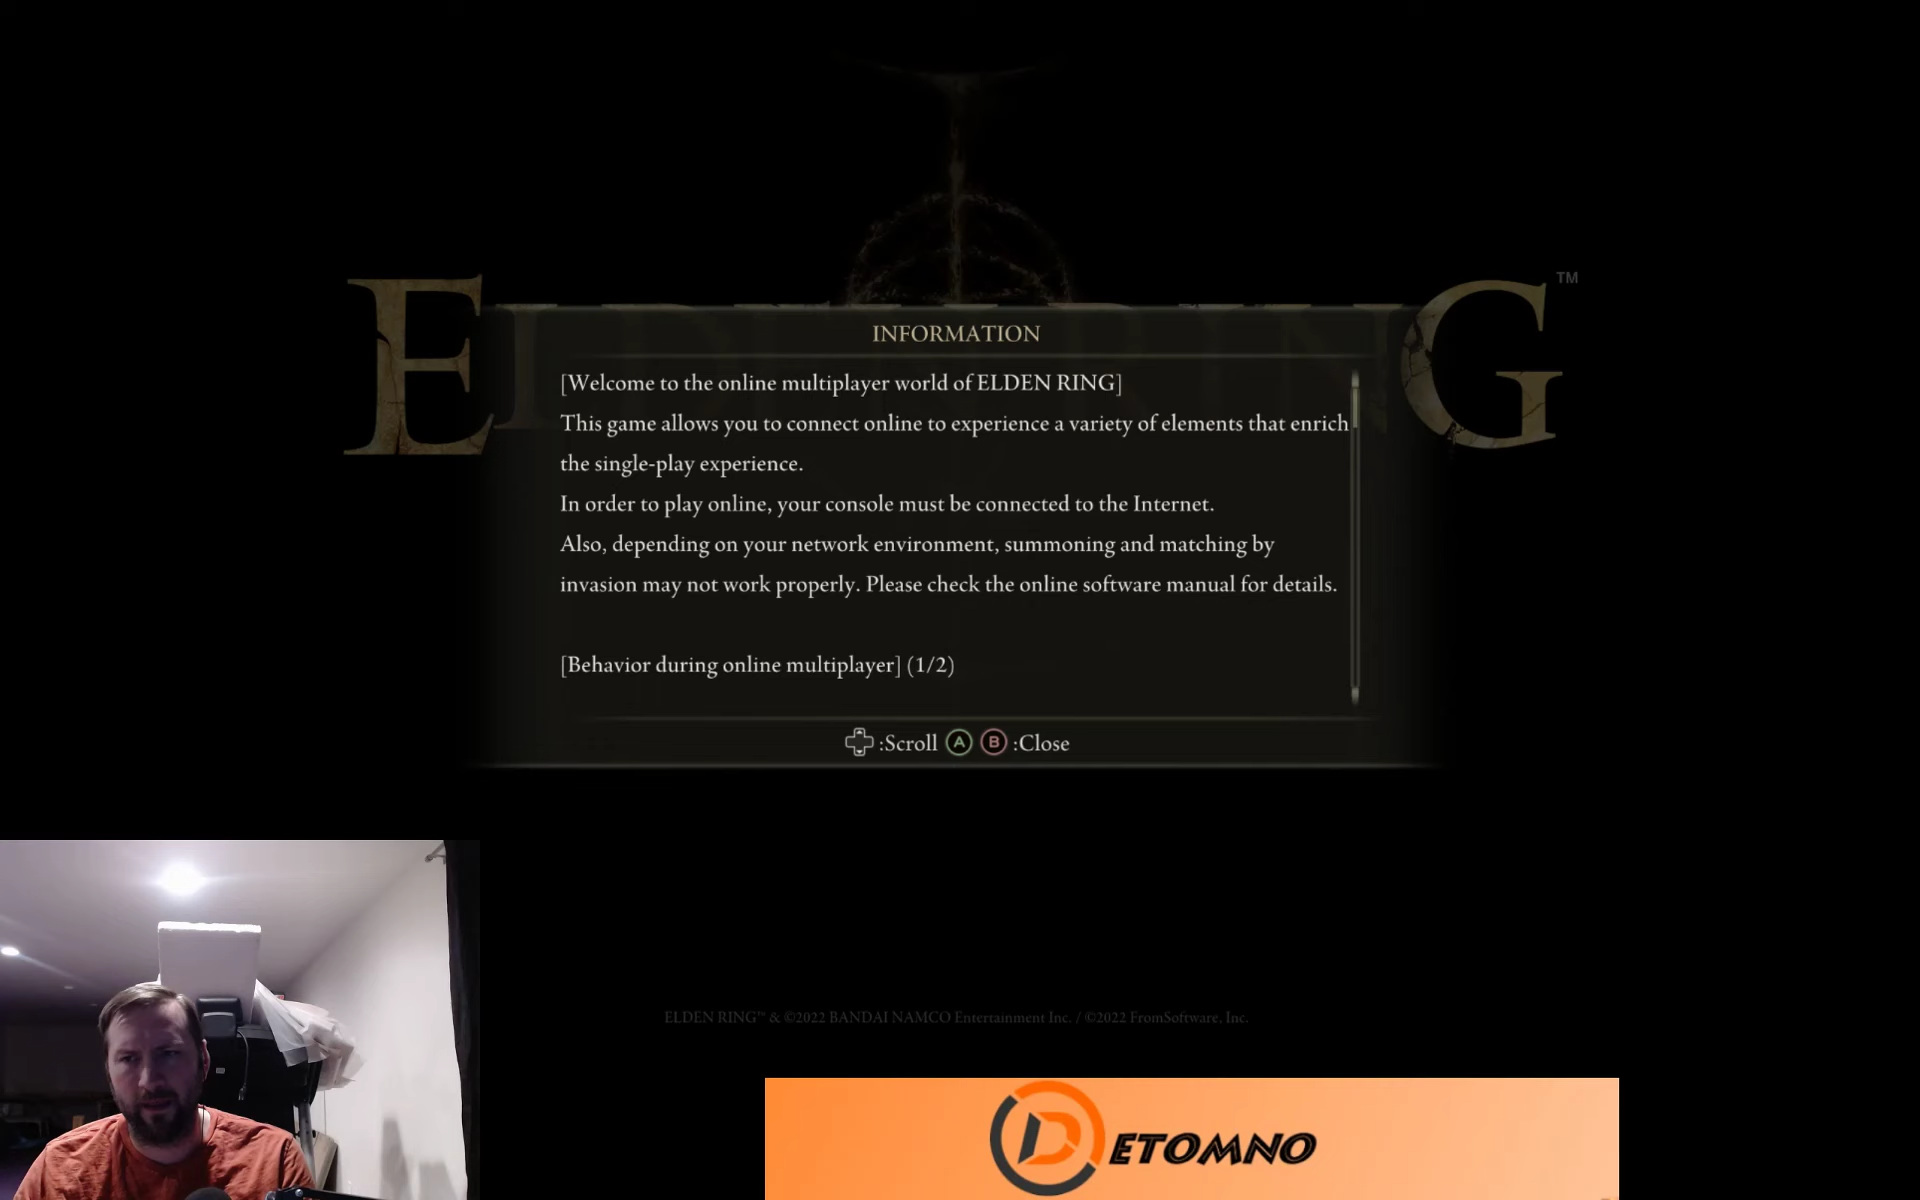 ELDEN RING™
INFORMATION
[Welcome to the online multiplayer world of ELDEN RING]
This game allows you to connect online to experience a variety of elements that enrich
the single-play experience.
In order to play online, your console must be connected to the Internet.
Also, depending on your network environment, summoning and matching by
invasion may not work properly. Please check the online software manual for details.
[Behavior during online multiplayer] (1/2)
:Scroll A B :Close
ELDEN RING™ & ©2022 BANDAI NAMCO Entertainment Inc. / ©2022 FromSoftware, Inc.
DETOMNO